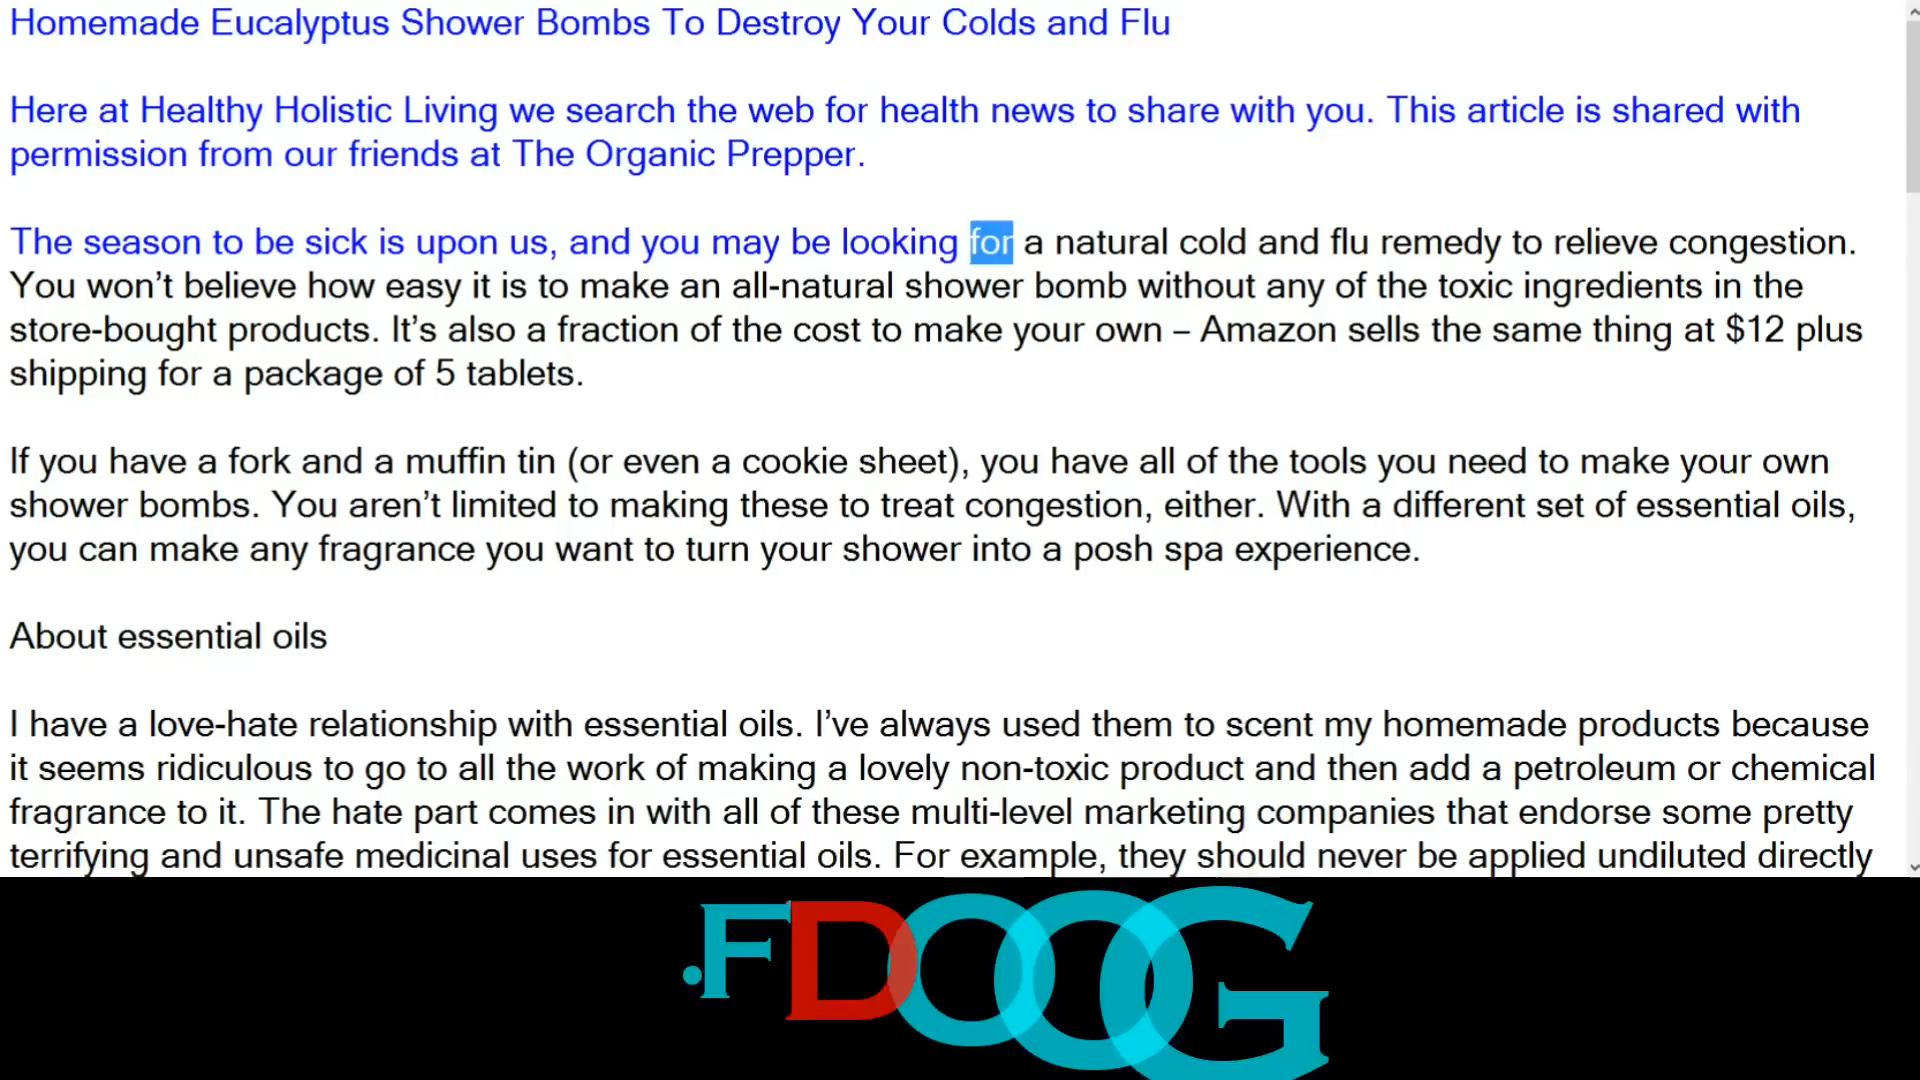 Homemade Eucalyptus Shower Bombs To Destroy Your Colds and Flu
Here at Healthy Holistic Living we search the web for health news to share with you. This article is shared with
permission from our friends at The Organic Prepper.
The season to be sick is upon us, and you may be looking for a natural cold and flu remedy to relieve congestion.
You won’t believe how easy it is to make an all-natural shower bomb without any of the toxic ingredients in the
store-bought products. It’s also a fraction of the cost to make your own – Amazon sells the same thing at $12 plus
shipping for a package of 5 tablets.
If you have a fork and a muffin tin (or even a cookie sheet), you have all of the tools you need to make your own
shower bombs. You aren’t limited to making these to treat congestion, either. With a different set of essential oils,
you can make any fragrance you want to turn your shower into a posh spa experience.
About essential oils
I have a love-hate relationship with essential oils. I’ve always used them to scent my homemade products because
it seems ridiculous to go to all the work of making a lovely non-toxic product and then add a petroleum or chemical
fragrance to it. The hate part comes in with all of these multi-level marketing companies that endorse some pretty
terrifying and unsafe medicinal uses for essential oils. For example, they should never be applied undiluted directly
.FDOOG